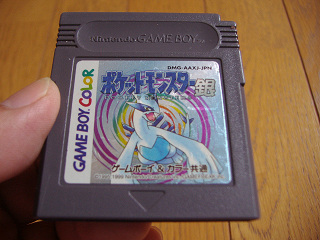 Nintendo GAME BOY
DMG-AAXJ-JPN
ポケットモンスター銀
GAME BOY COLOR
ゲームボーイ&カラー共通